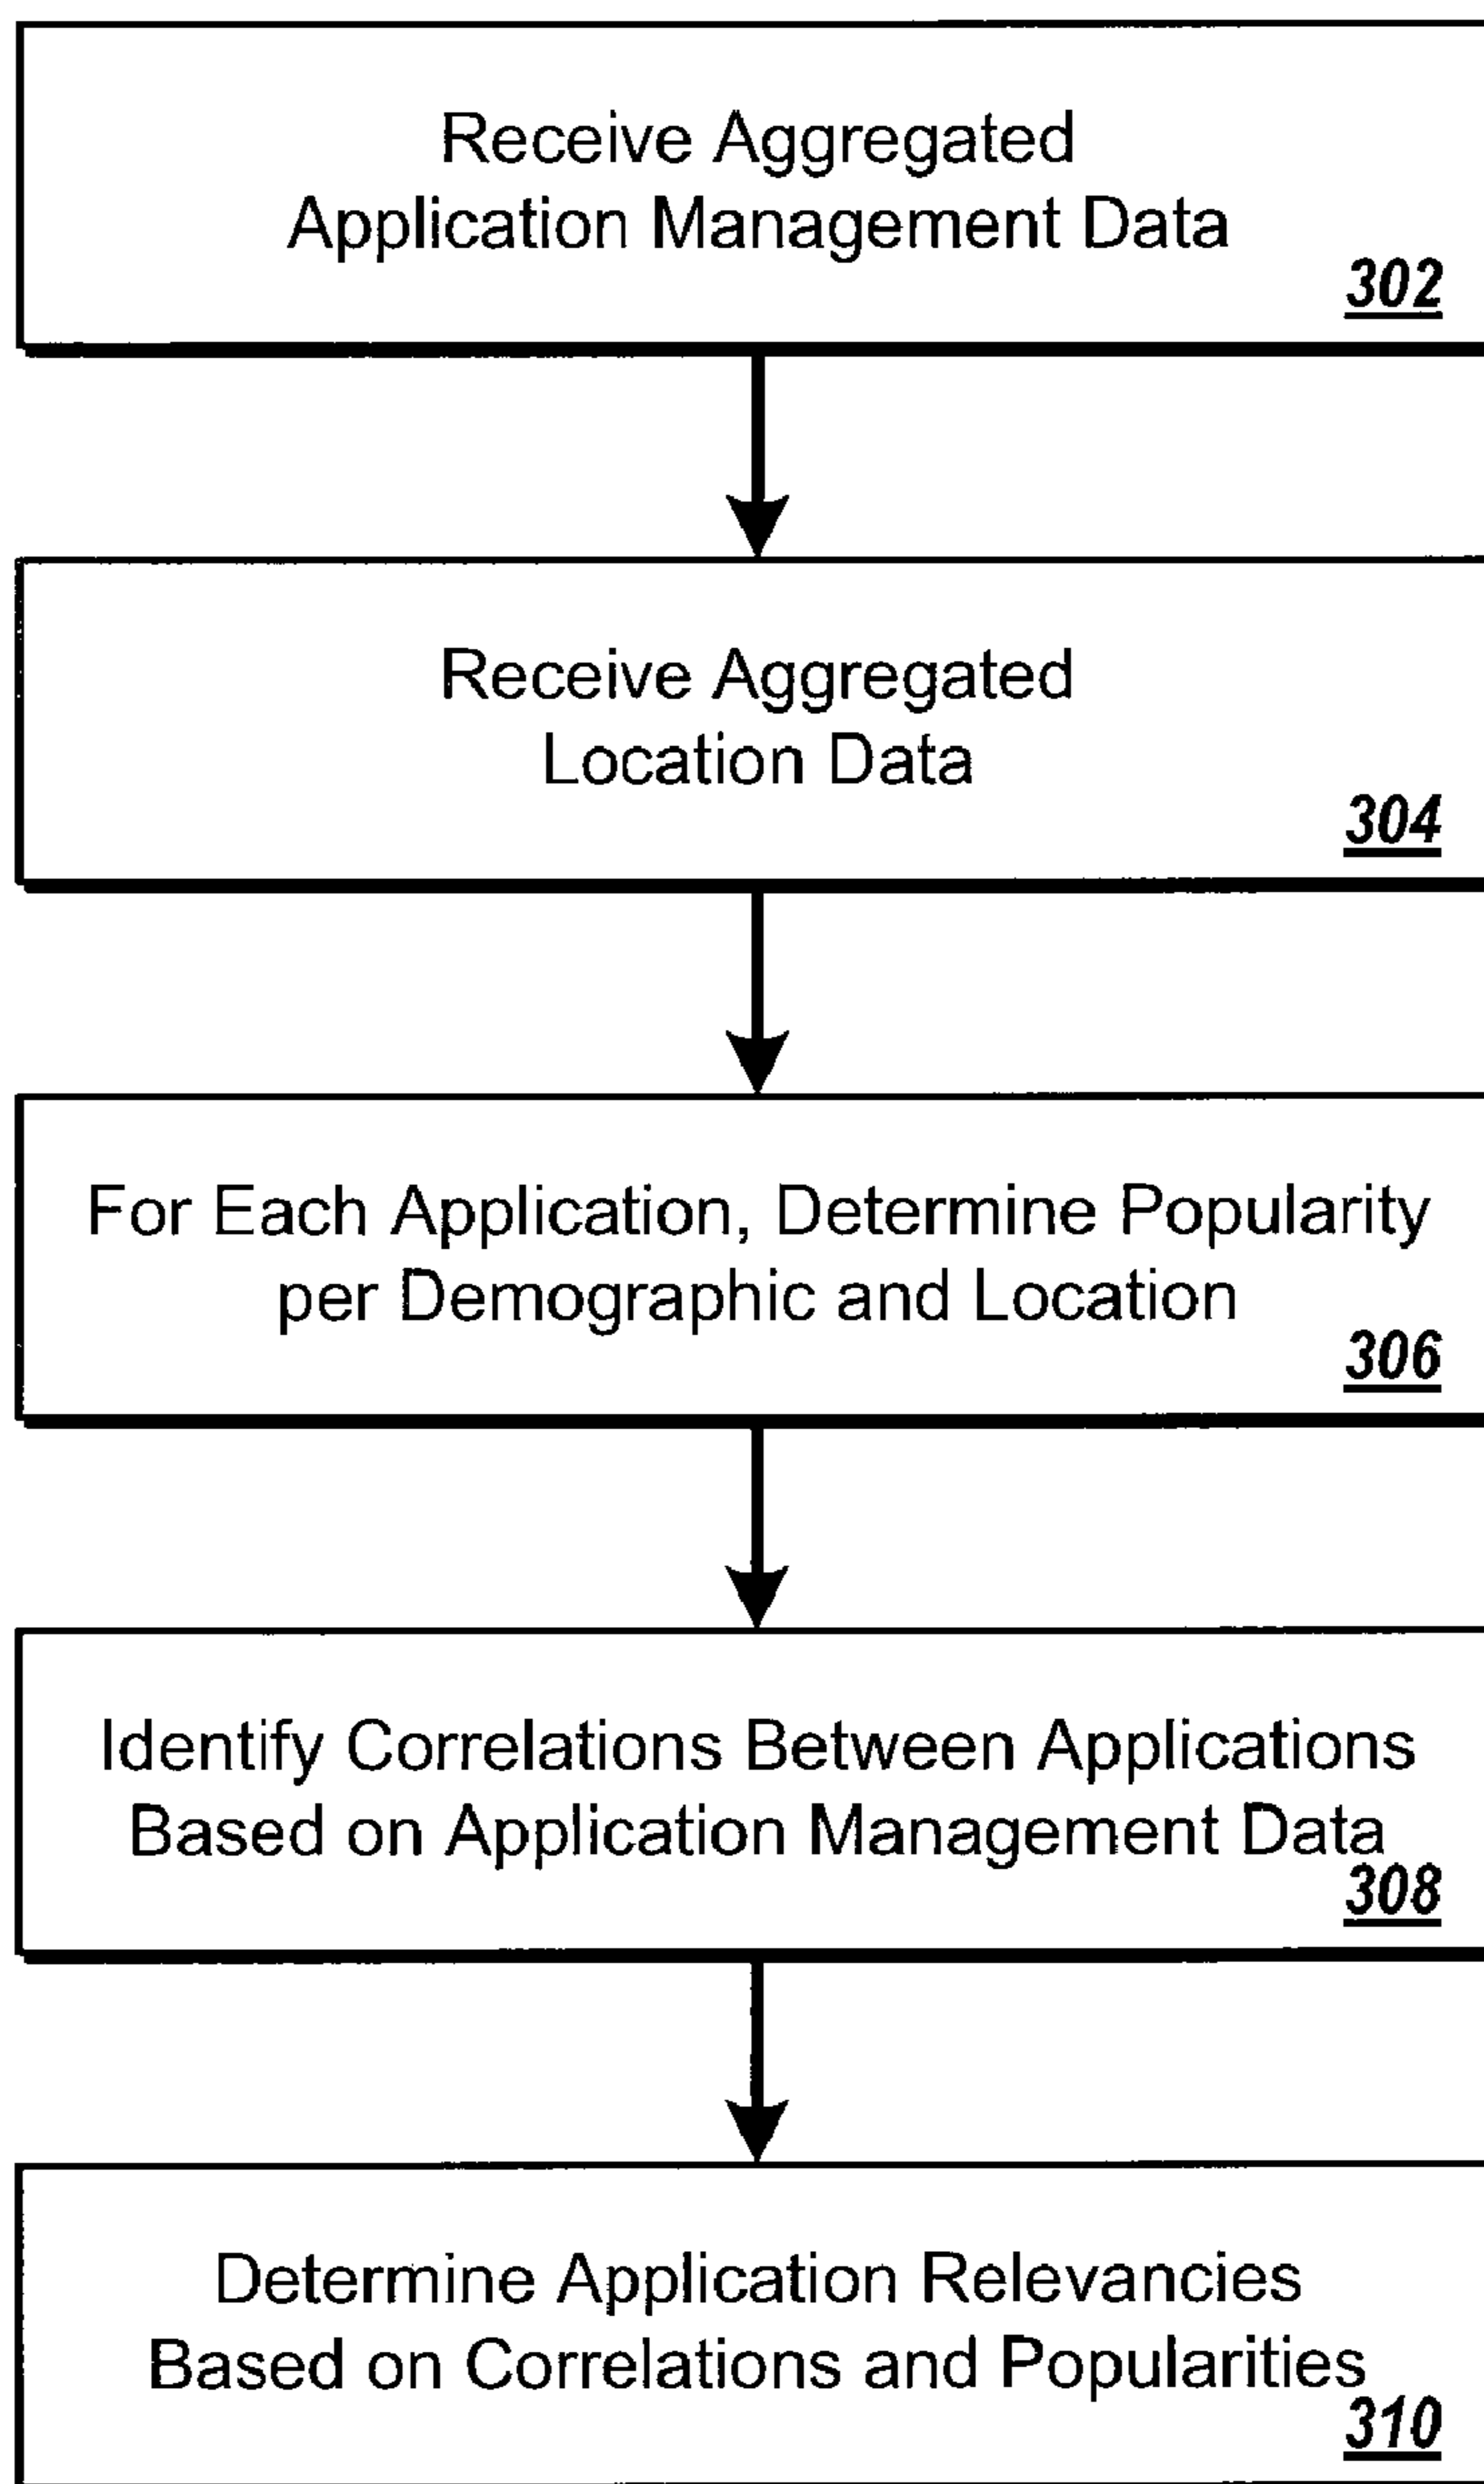 Receive Aggregated
Application Management Data
302
Receive Aggregated
Location Data
304
For Each Application, Determine Popularity
per Demographic and Location
306
Identify Correlations Between Applications
Based on Application Management Data
308
Determine Application Relevancies
Based on Correlations and Popularities
310